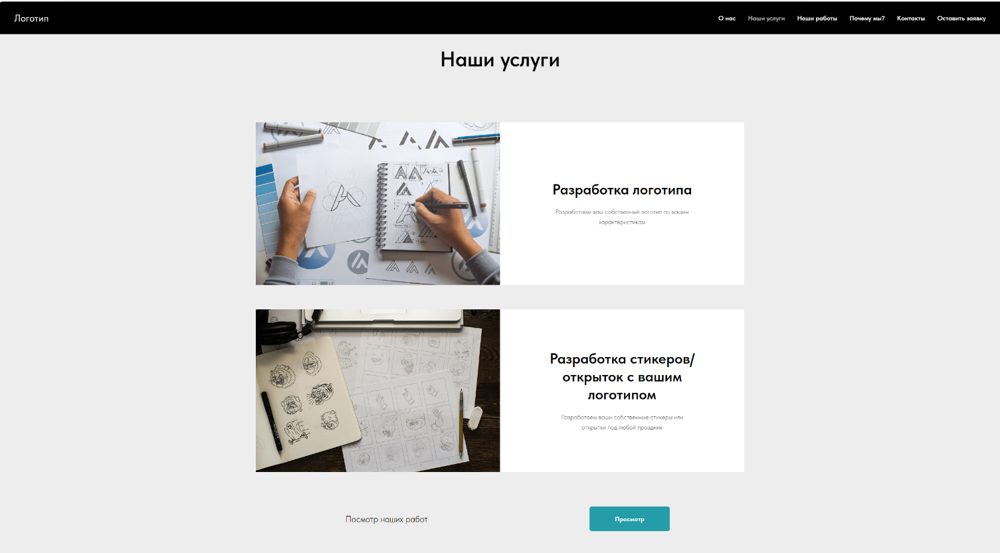 Логотип
О нас Наши услуги Наши работы Почему мы? Контакты Оставить заявку
Наши услуги
Разработка логотипа
Разработаем ваш собственный логотип по вашим
характеристикам
Разработка стикеров/
открыток с вашим
логотипом
Разработаем ваши собственные стикеры или
открытки под любой праздник
Посмотр наших работ
Просмотр